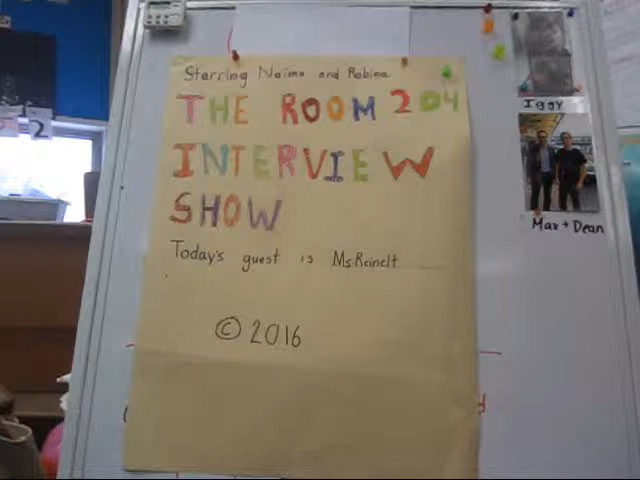 Starring Naima and Robina
THE ROOM 204
INTERVIEW
SHOW
Today's guest is Ms. Reinelt
© 2016
Iggy
Max + Dean
2